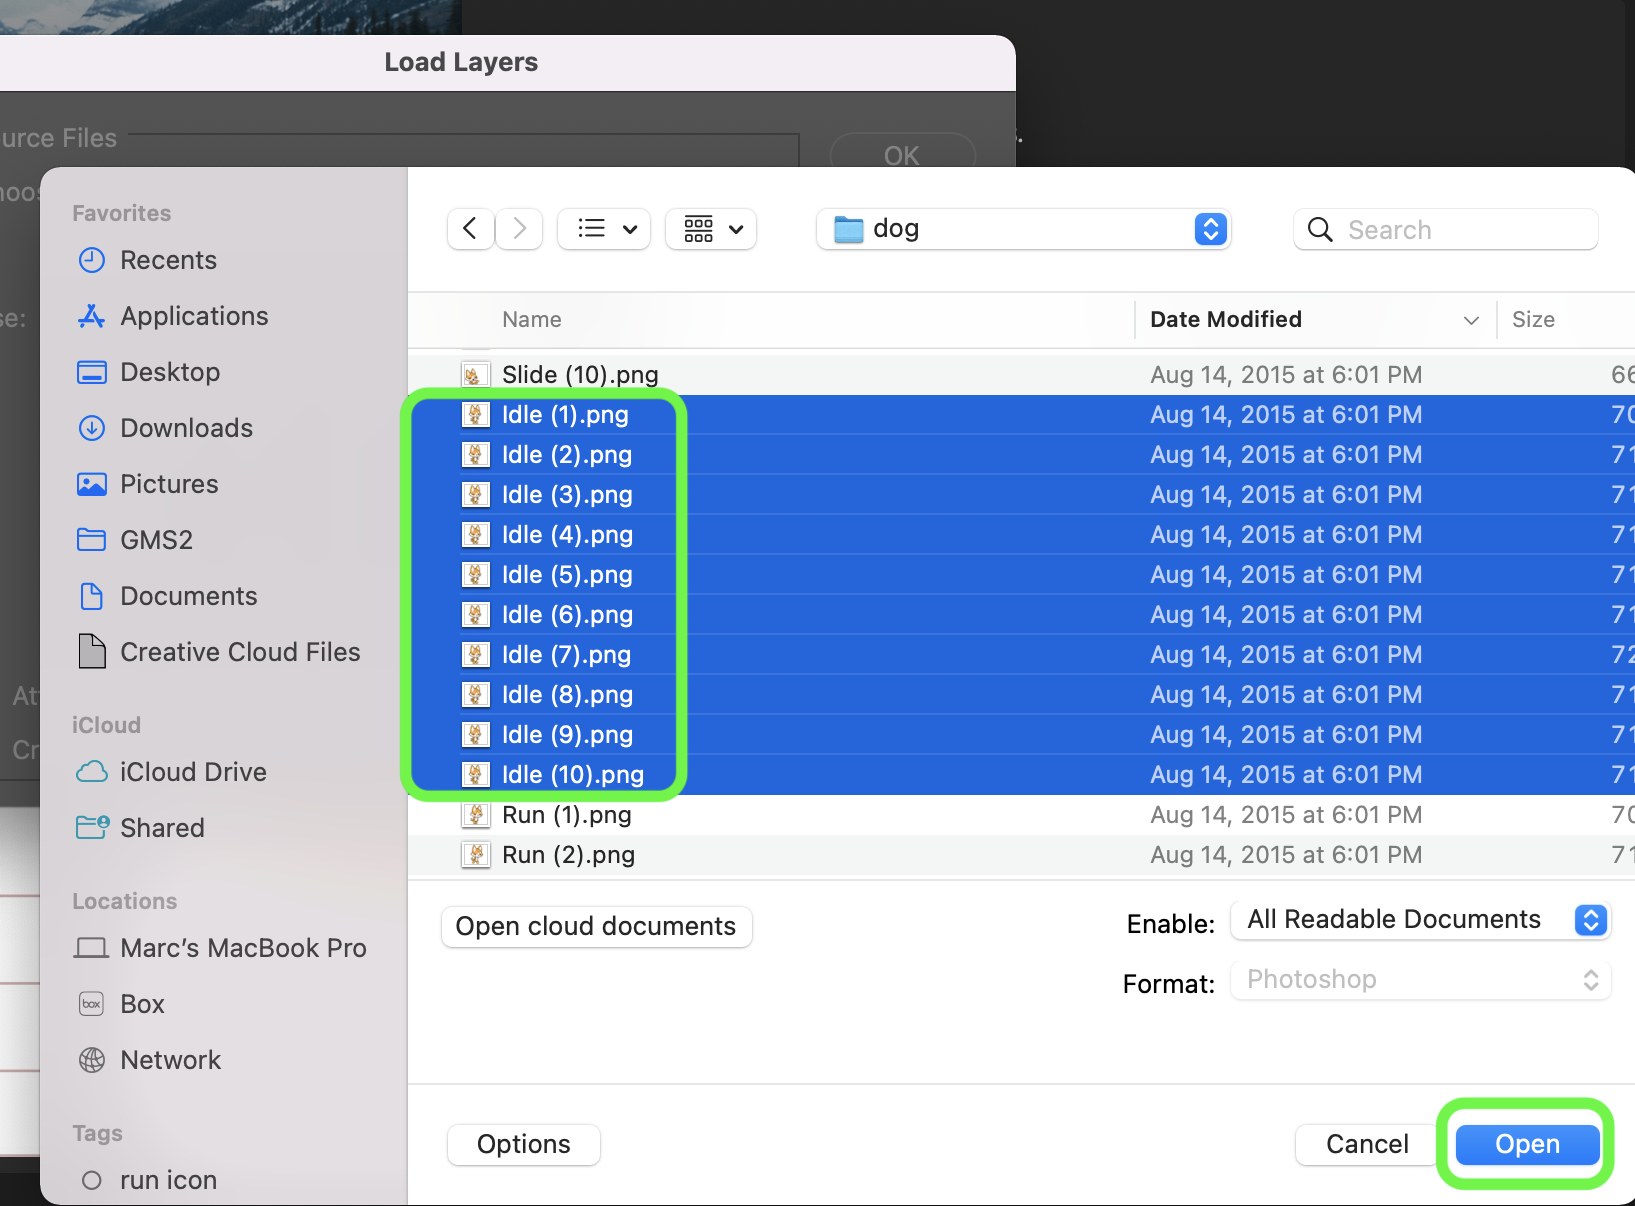 Load Layers
urce Files
OK
Favorites
Recents
Applications
Desktop
Downloads
Pictures
GMS2
Documents
Creative Cloud Files
iCloud
iCloud Drive
Shared
Locations
Marc’s MacBook Pro
box
Box
Network
Tags
run icon
dog
Search
Name Date Modified Size
Slide (10).png Aug 14, 2015 at 6:01 PM 66
Idle (1).png Aug 14, 2015 at 6:01 PM 70
Idle (2).png Aug 14, 2015 at 6:01 PM 71
Idle (3).png Aug 14, 2015 at 6:01 PM 71
Idle (4).png Aug 14, 2015 at 6:01 PM 71
Idle (5).png Aug 14, 2015 at 6:01 PM 71
Idle (6).png Aug 14, 2015 at 6:01 PM 71
Idle (7).png Aug 14, 2015 at 6:01 PM 72
Idle (8).png Aug 14, 2015 at 6:01 PM 71
Idle (9).png Aug 14, 2015 at 6:01 PM 71
Idle (10).png Aug 14, 2015 at 6:01 PM 71
Run (1).png Aug 14, 2015 at 6:01 PM 70
Run (2).png Aug 14, 2015 at 6:01 PM 71
Open cloud documents
Enable: All Readable Documents
Format: Photoshop
Options
Cancel
Open